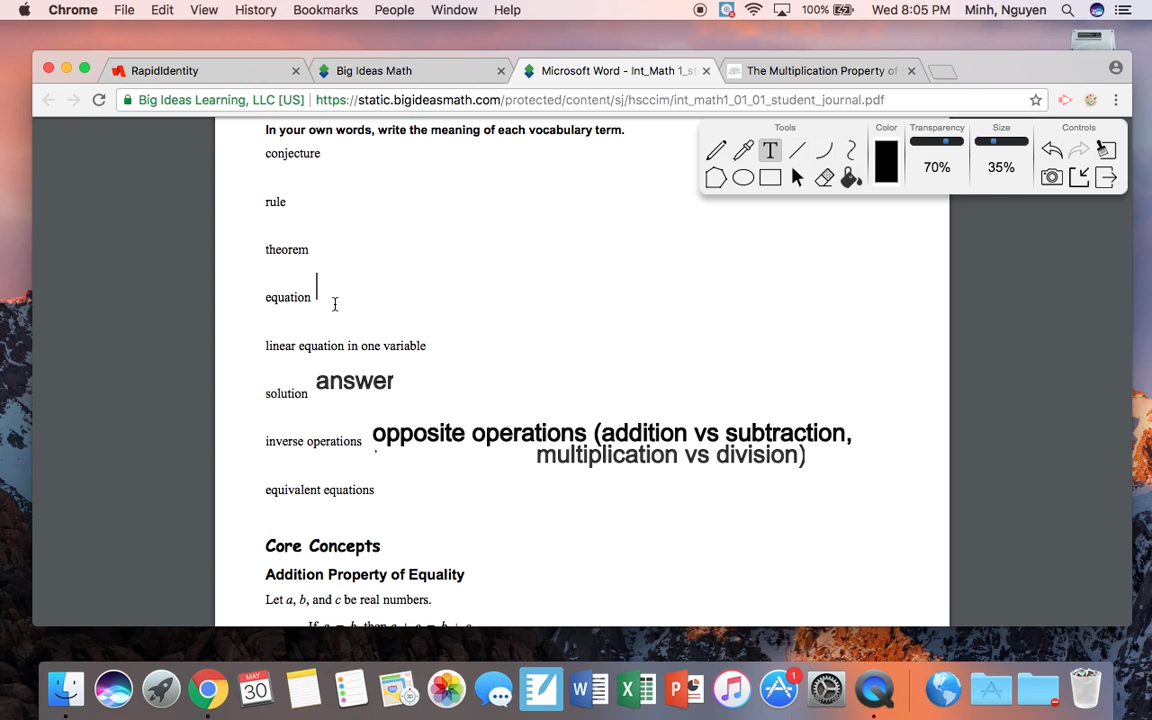 Chrome File Edit View History Bookmarks People Window Help 100% Wed 8:05 PM Minh, Nguyen
RapidIdentity Big Ideas Math Microsoft Word - Int_Math 1_st The Multiplication Property of
Big Ideas Learning, LLC [US] https://static.bigideasmath.com/protected/content/sj/hsccim/int_math1_01_01_student_journal.pdf
Tools Color Transparency Size Controls
70% 35%
In your own words, write the meaning of each vocabulary term.
conjecture
rule
theorem
equation
linear equation in one variable
solution answer
inverse operations opposite operations (addition vs subtraction,
multiplication vs division)
equivalent equations
Core Concepts
Addition Property of Equality
Let a, b, and c be real numbers.
If a = b, then a + c = b + c
MAY
30
1